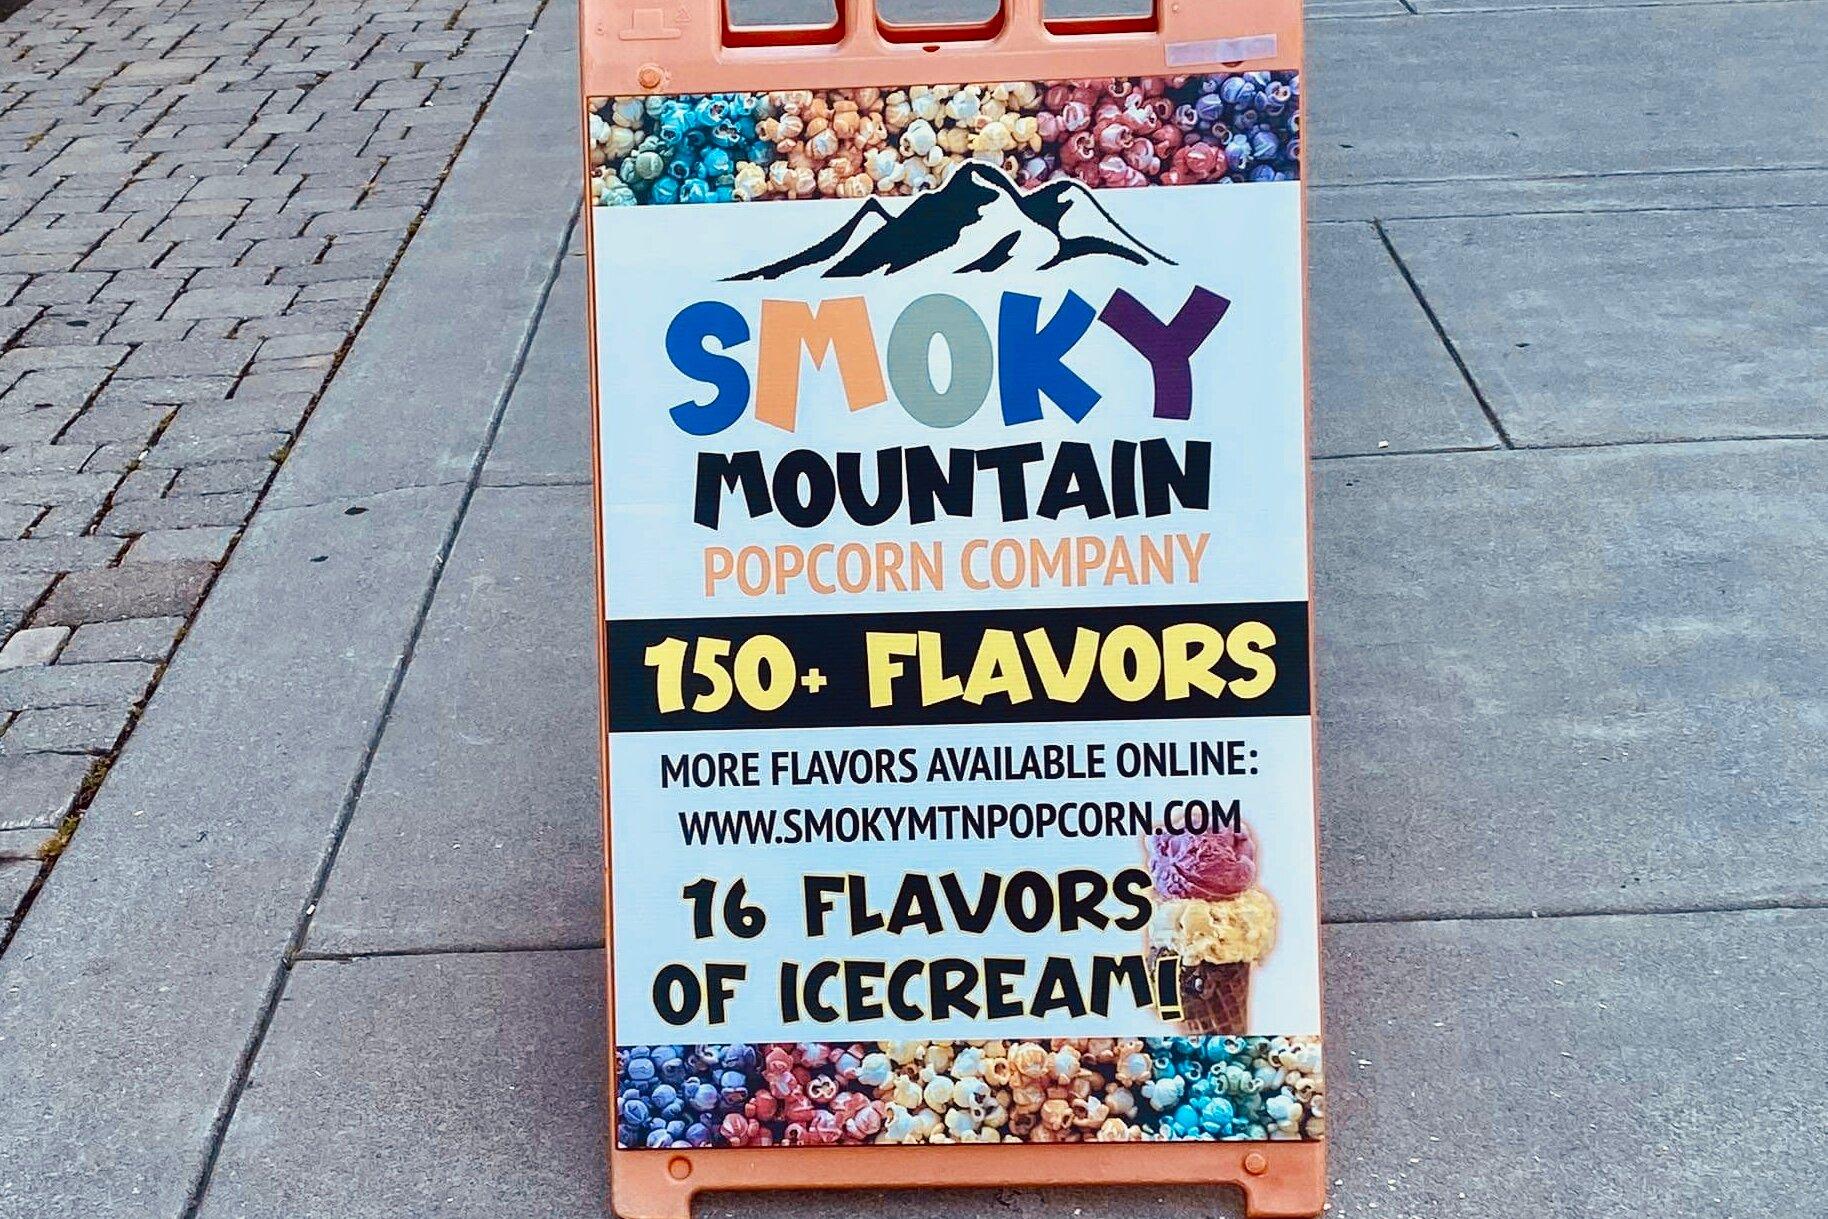 SMOKY
MOUNTAIN
POPCORN COMPANY
150+ FLAVORS
MORE FLAVORS AVAILABLE ONLINE:
WWW.SMOKYMTNPOPCORN.COM
16 FLAVORS
OF ICECREAM!